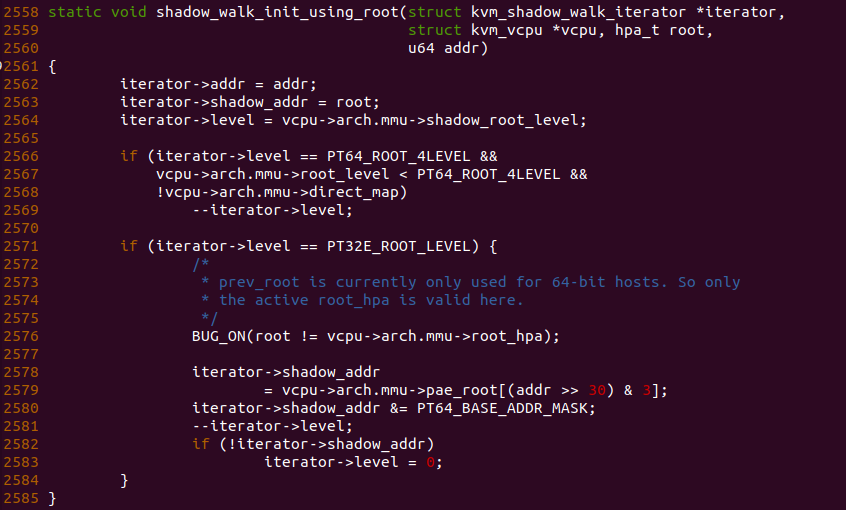 2558 static void shadow_walk_init_using_root(struct kvm_shadow_walk_iterator *iterator,
2559                                         struct kvm_vcpu *vcpu, hpa_t root,
2560                                         u64 addr)
2561 {
2562         iterator->addr = addr;
2563         iterator->shadow_addr = root;
2564         iterator->level = vcpu->arch.mmu->shadow_root_level;
2565
2566         if (iterator->level == PT64_ROOT_4LEVEL &&
2567             vcpu->arch.mmu->root_level < PT64_ROOT_4LEVEL &&
2568             !vcpu->arch.mmu->direct_map)
2569                 --iterator->level;
2570
2571         if (iterator->level == PT32E_ROOT_LEVEL) {
2572                 /*
2573                  * prev_root is currently only used for 64-bit hosts. So only
2574                  * the active root_hpa is valid here.
2575                  */
2576                 BUG_ON(root != vcpu->arch.mmu->root_hpa);
2577
2578                 iterator->shadow_addr
2579                         = vcpu->arch.mmu->pae_root[(addr >> 30) & 3];
2580                 iterator->shadow_addr &= PT64_BASE_ADDR_MASK;
2581                 --iterator->level;
2582                 if (!iterator->shadow_addr)
2583                         iterator->level = 0;
2584         }
2585 }